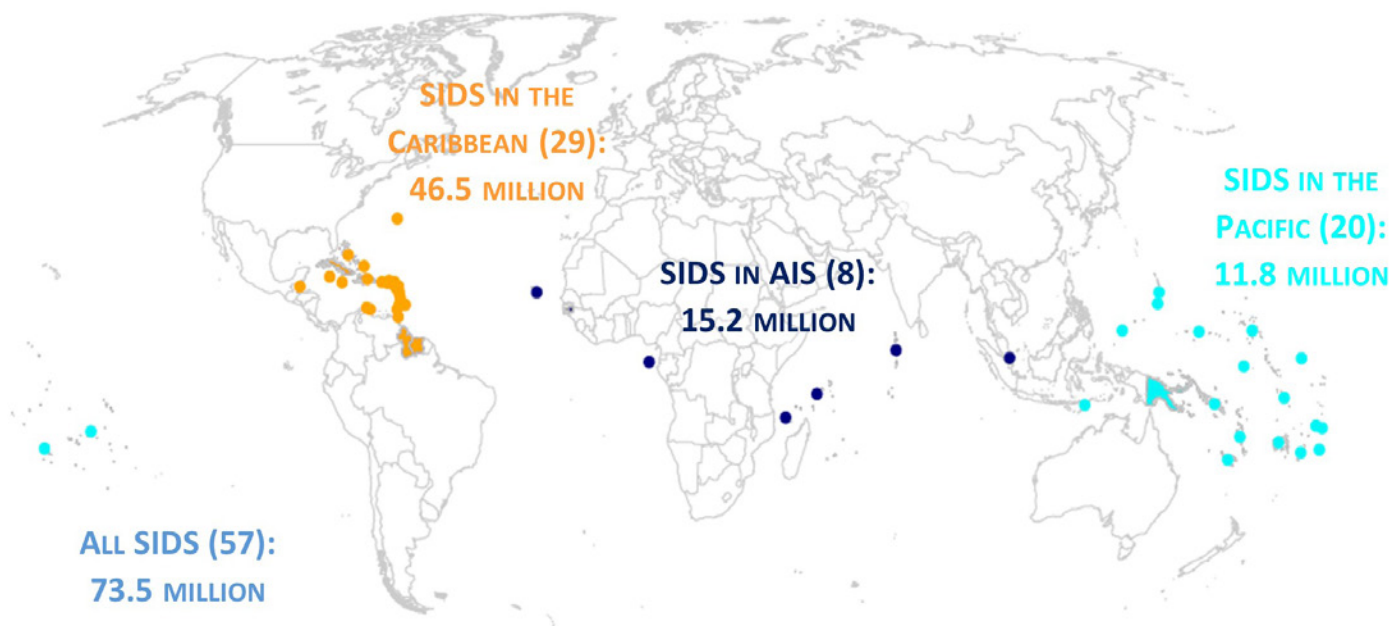 SIDS IN THE
CARIBBEAN (29):
46.5 MILLION
SIDS IN THE
PACIFIC (20):
11.8 MILLION
SIDS IN AIS (8):
15.2 MILLION
ALL SIDS (57):
73.5 MILLION